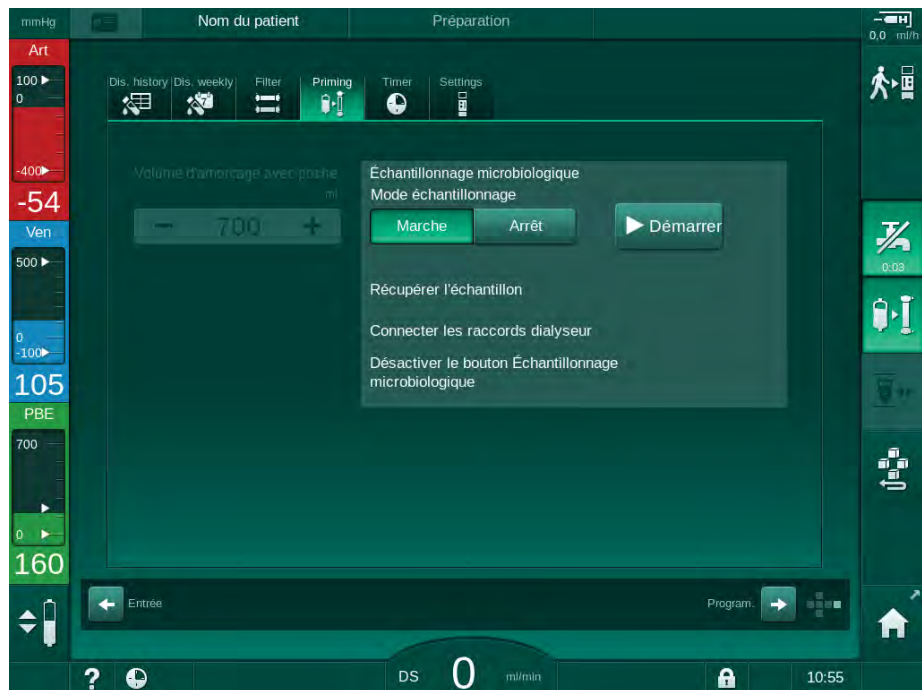 mmHg
Nom du patient
Préparation
0,0 ml/h
Art
100
0
-400
-54
Ven
500
0
-100
105
PBE
700
0
160
Dis. history
Dis. weekly
Filter
Priming
Timer
Settings
7
Volume d'amorçage avec poche
ml
− 700 +
Échantillonnage microbiologique
Mode échantillonnage
Marche
Arrêt
Démarrer
Récupérer l'échantillon
Connecter les raccords dialyseur
Désactiver le bouton Échantillonnage
microbiologique
0:03
Entrée
Program.
?
DS 0 ml/min
10:55